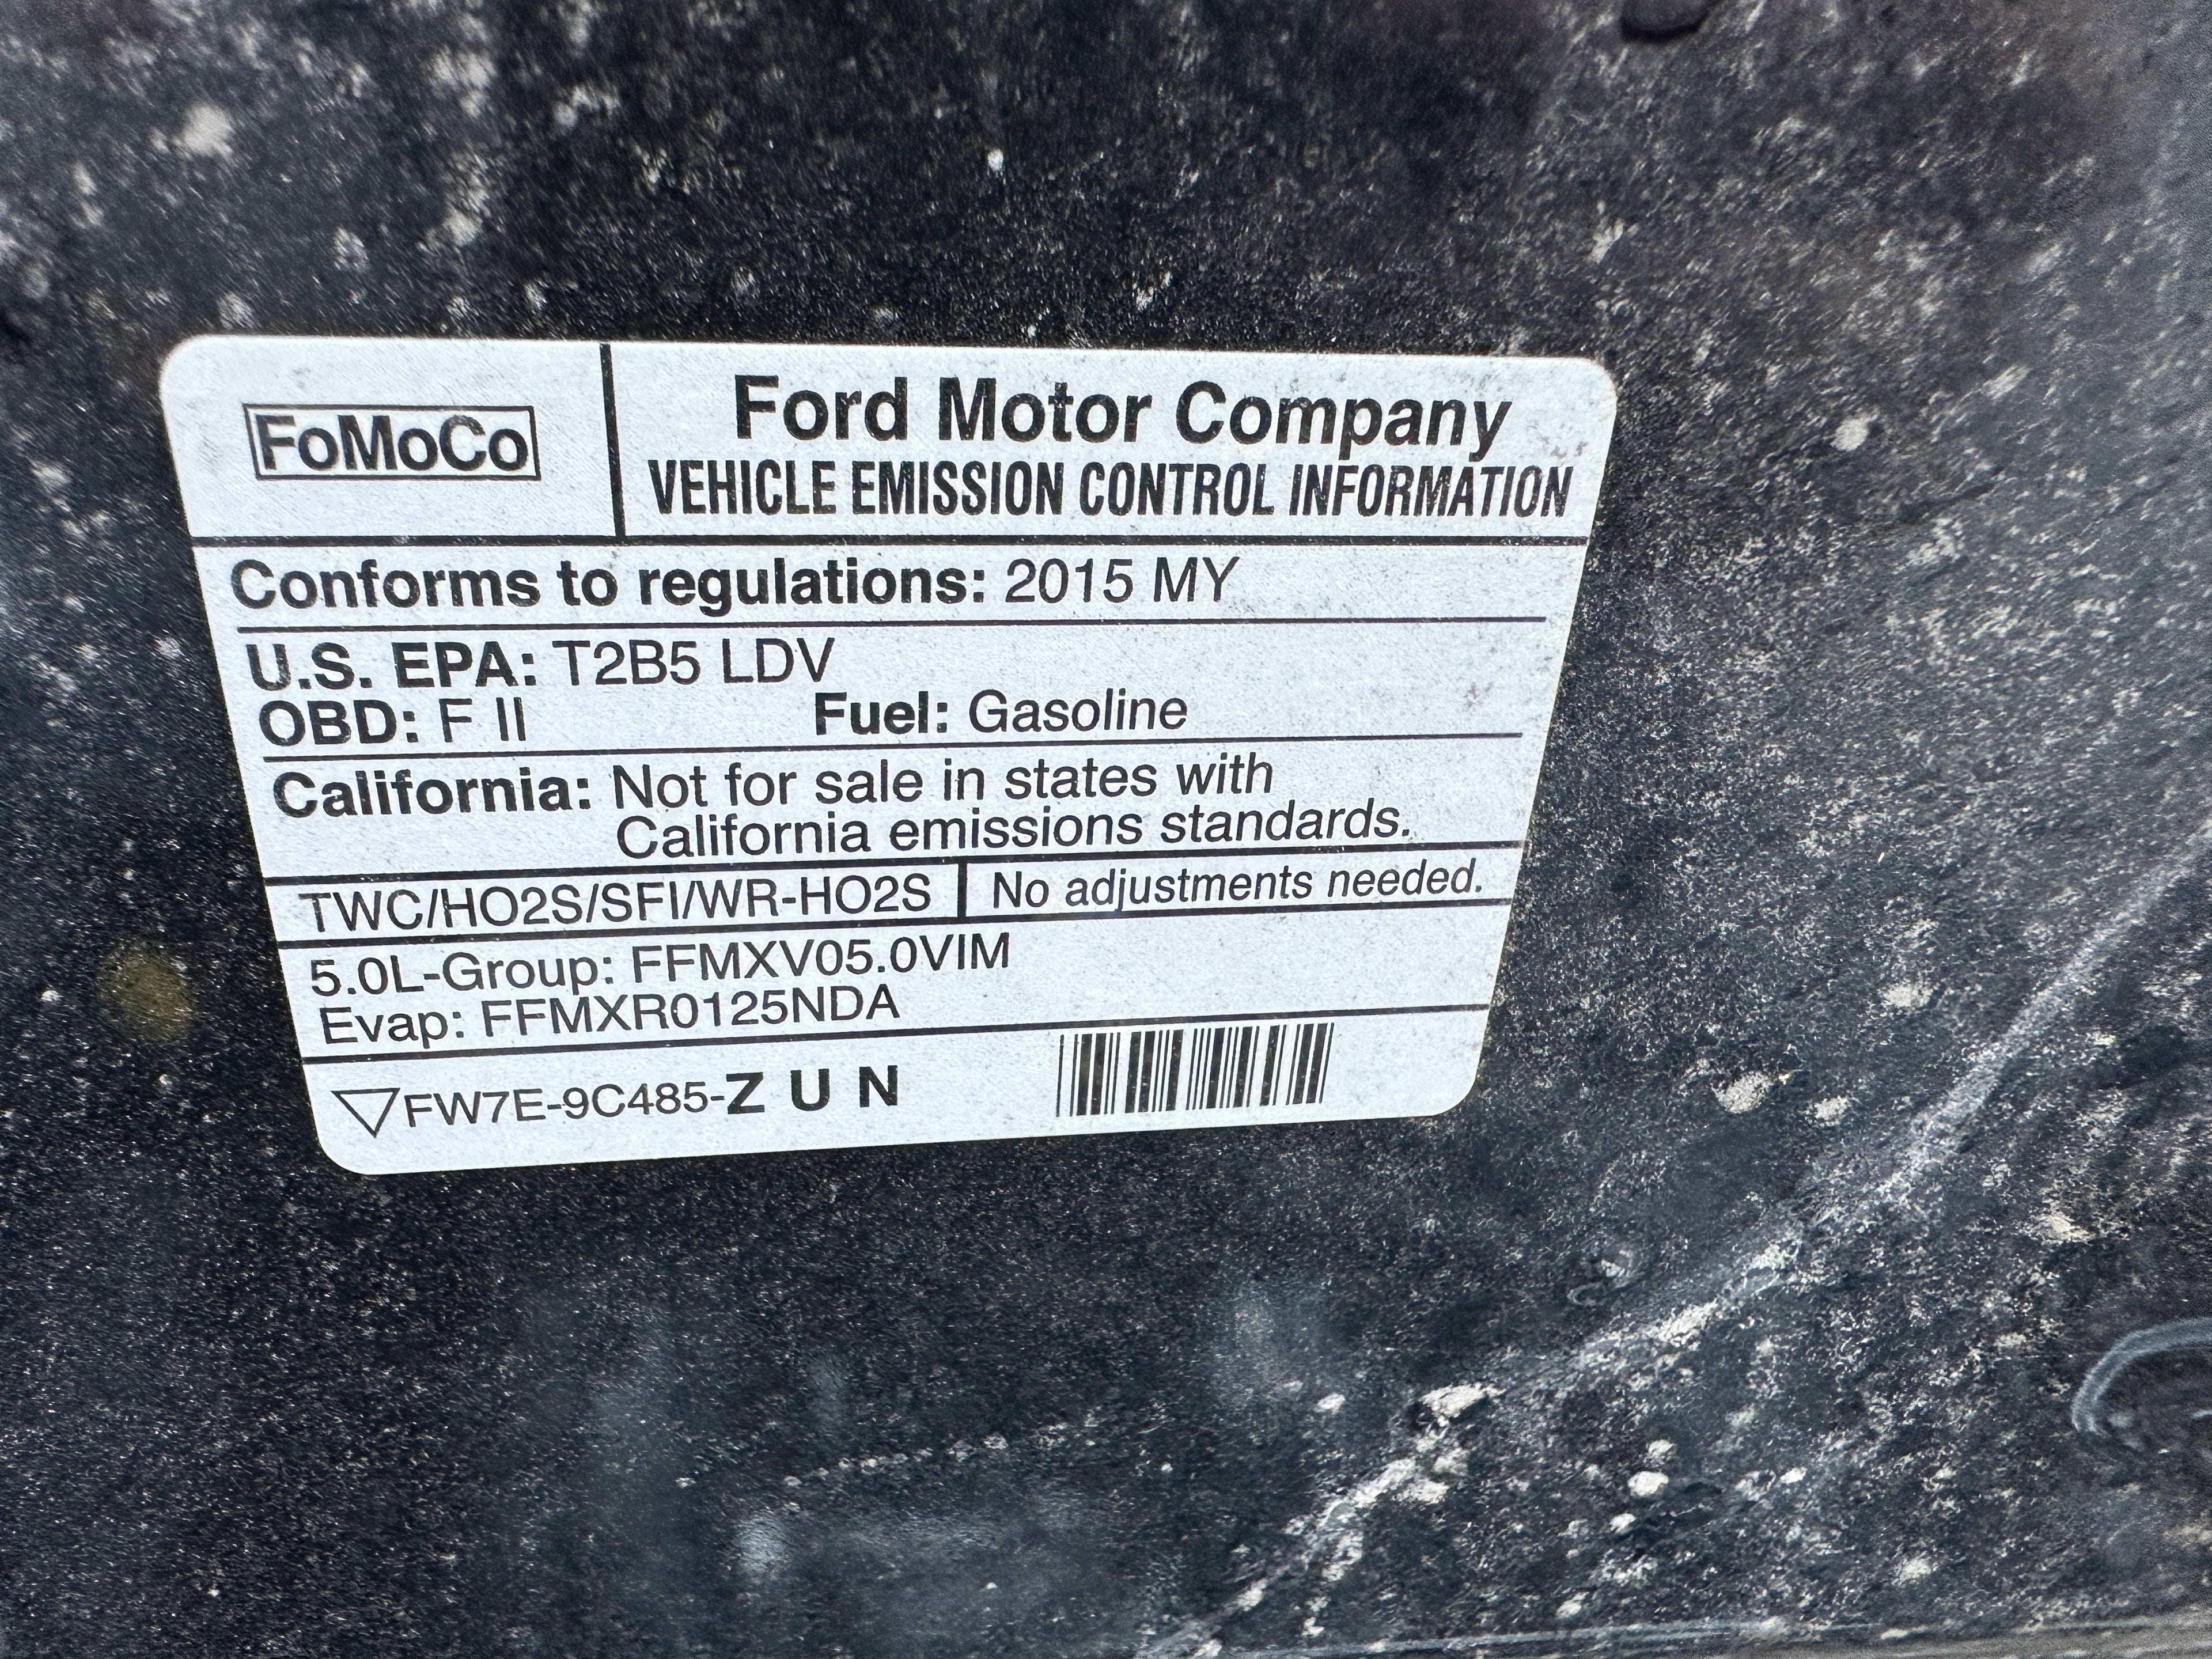 FoMoCo
Ford Motor Company
VEHICLE EMISSION CONTROL INFORMATION
Conforms to regulations: 2015 MY
U.S. EPA: T2B5 LDV
OBD: F II Fuel: Gasoline
California: Not for sale in states with
California emissions standards.
TWC/HO2S/SFI/WR-HO2S No adjustments needed.
5.0L-Group: FFMXV05.0VIM
Evap: FFMXR0125NDA
FW7E-9C485-Z U N